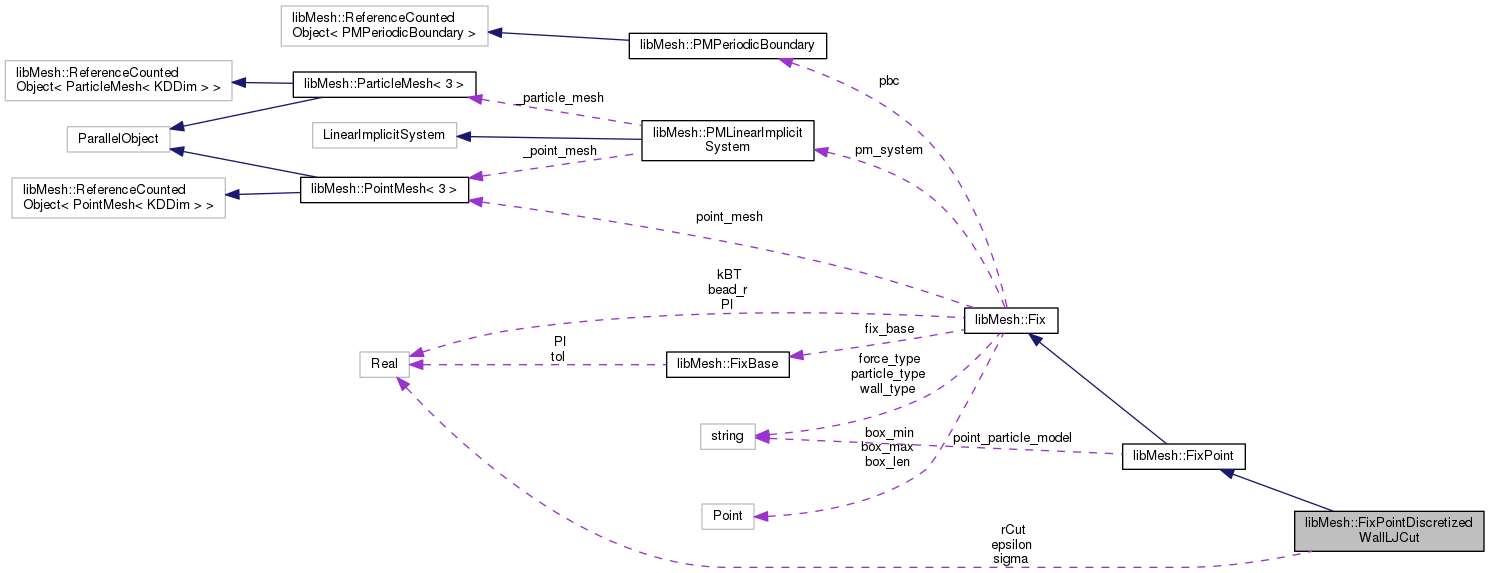 libMesh::ReferenceCounted
Object< PMPeriodicBoundary >
libMesh::PMPeriodicBoundary
libMesh::ReferenceCounted
Object< ParticleMesh< KDDim > >
libMesh::ParticleMesh< 3 >
pbc
_particle_mesh
ParallelObject
LinearImplicitSystem
libMesh::PMLinearImplicit
System
_point_mesh
pm_system
libMesh::ReferenceCounted
Object< PointMesh< KDDim > >
libMesh::PointMesh< 3 >
point_mesh
kBT
bead_r
PI
libMesh::Fix
fix_base
PI
tol
Real
libMesh::FixBase
force_type
particle_type
wall_type
string
box_min
box_max
box_len
point_particle_model
libMesh::FixPoint
Point
rCut
epsilon
sigma
libMesh::FixPointDiscretized
WallLJCut